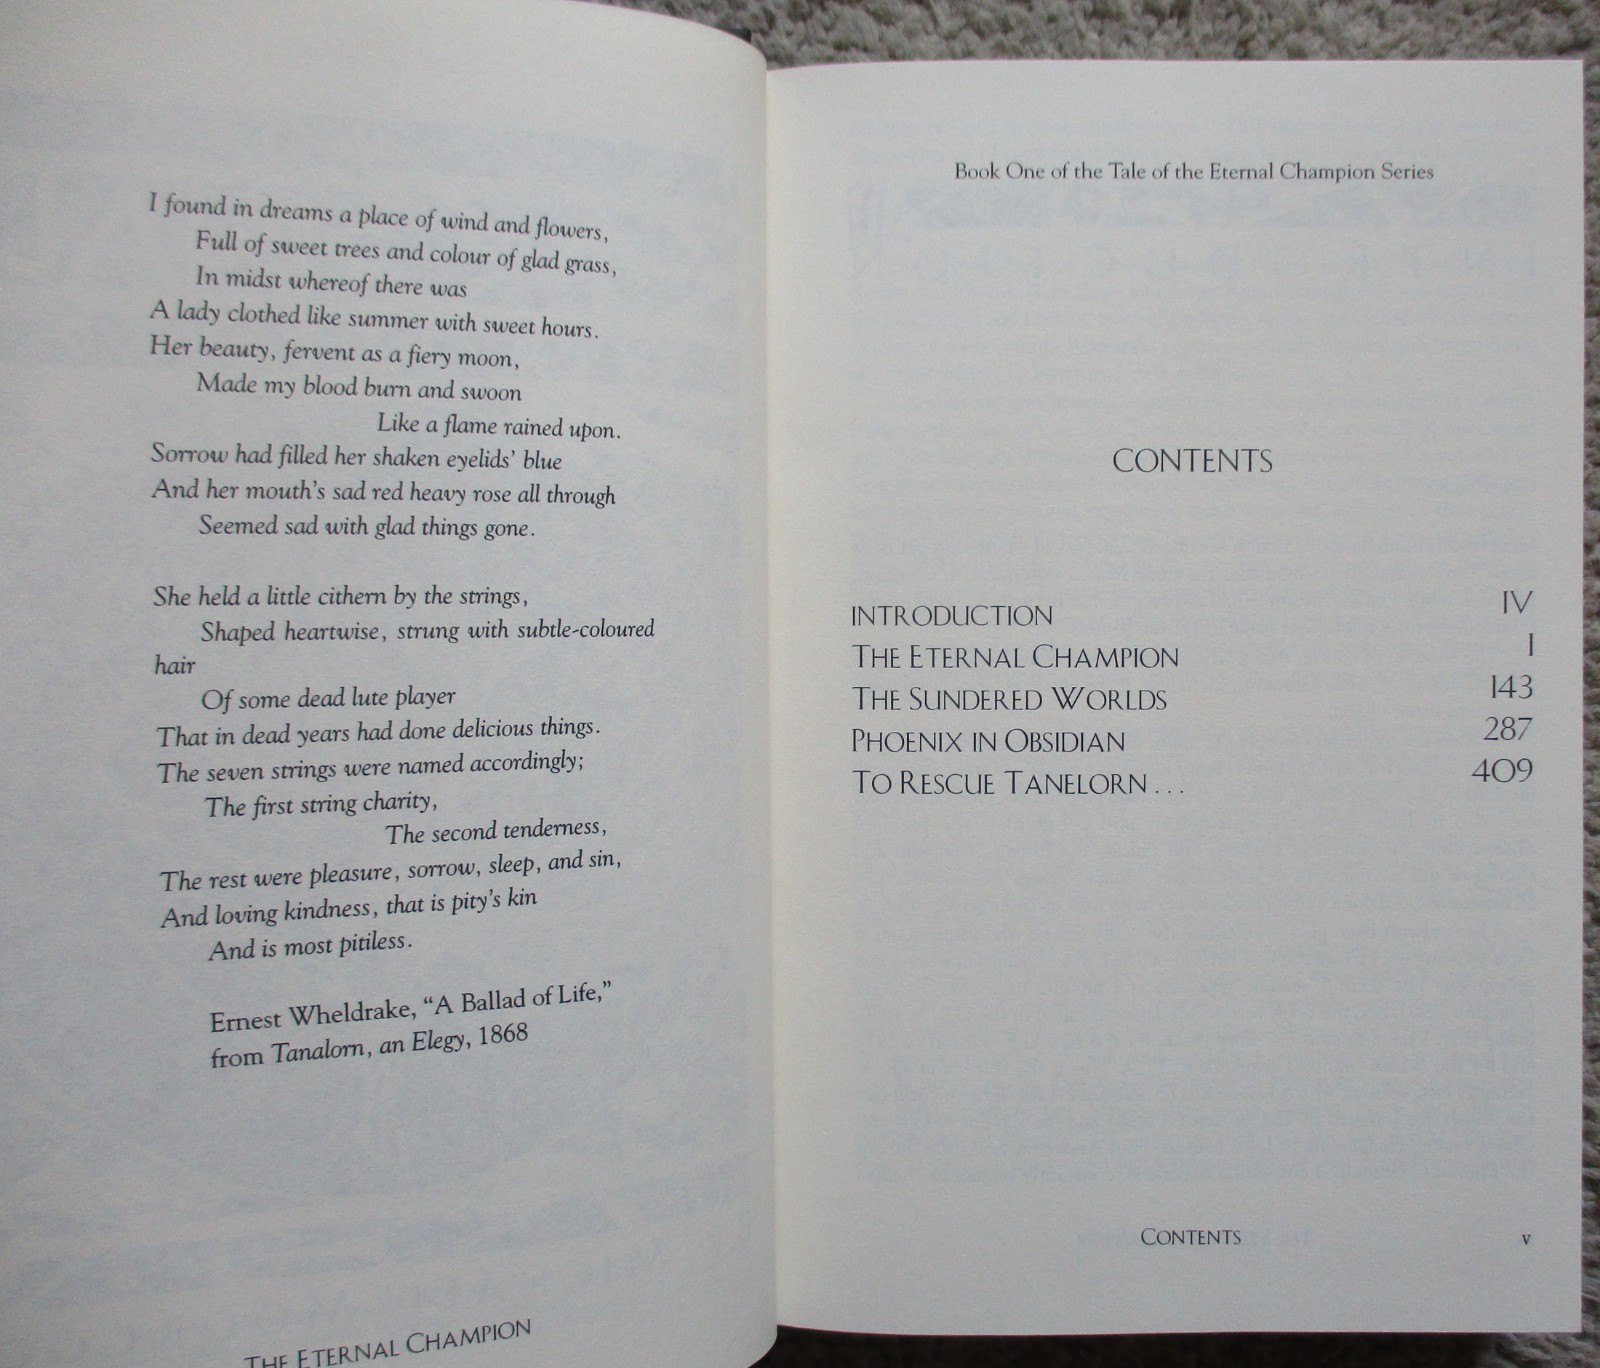 I found in dreams a place of wind and flowers,
Full of sweet trees and colour of glad grass,
In midst whereof there was
A lady clothed like summer with sweet hours.
Her beauty, fervent as a fiery moon,
Made my blood burn and swoon
Like a flame rained upon.
Sorrow had filled her shaken eyelids' blue
And her mouth's sad red heavy rose all through
Seemed sad with glad things gone.
She held a little cithern by the strings,
Shaped heartwise, strung with subtle-coloured
hair
Of some dead lute player
That in dead years had done delicious things.
The seven strings were named accordingly;
The first string charity,
The second tenderness,
The rest were pleasure, sorrow, sleep, and sin,
And loving kindness, that is pity's kin
And is most pitiless.
Ernest Wheldrake, “A Ballad of Life,”
from Tanalorn, an Elegy, 1868
THE ETERNAL CHAMPION
Book One of the Tale of the Eternal Champion Series
CONTENTS
INTRODUCTION IV
THE ETERNAL CHAMPION I
THE SUNDERED WORLDS 143
PHOENIX IN OBSIDIAN 287
TO RESCUE TANELORN . . . 409
CONTENTS v